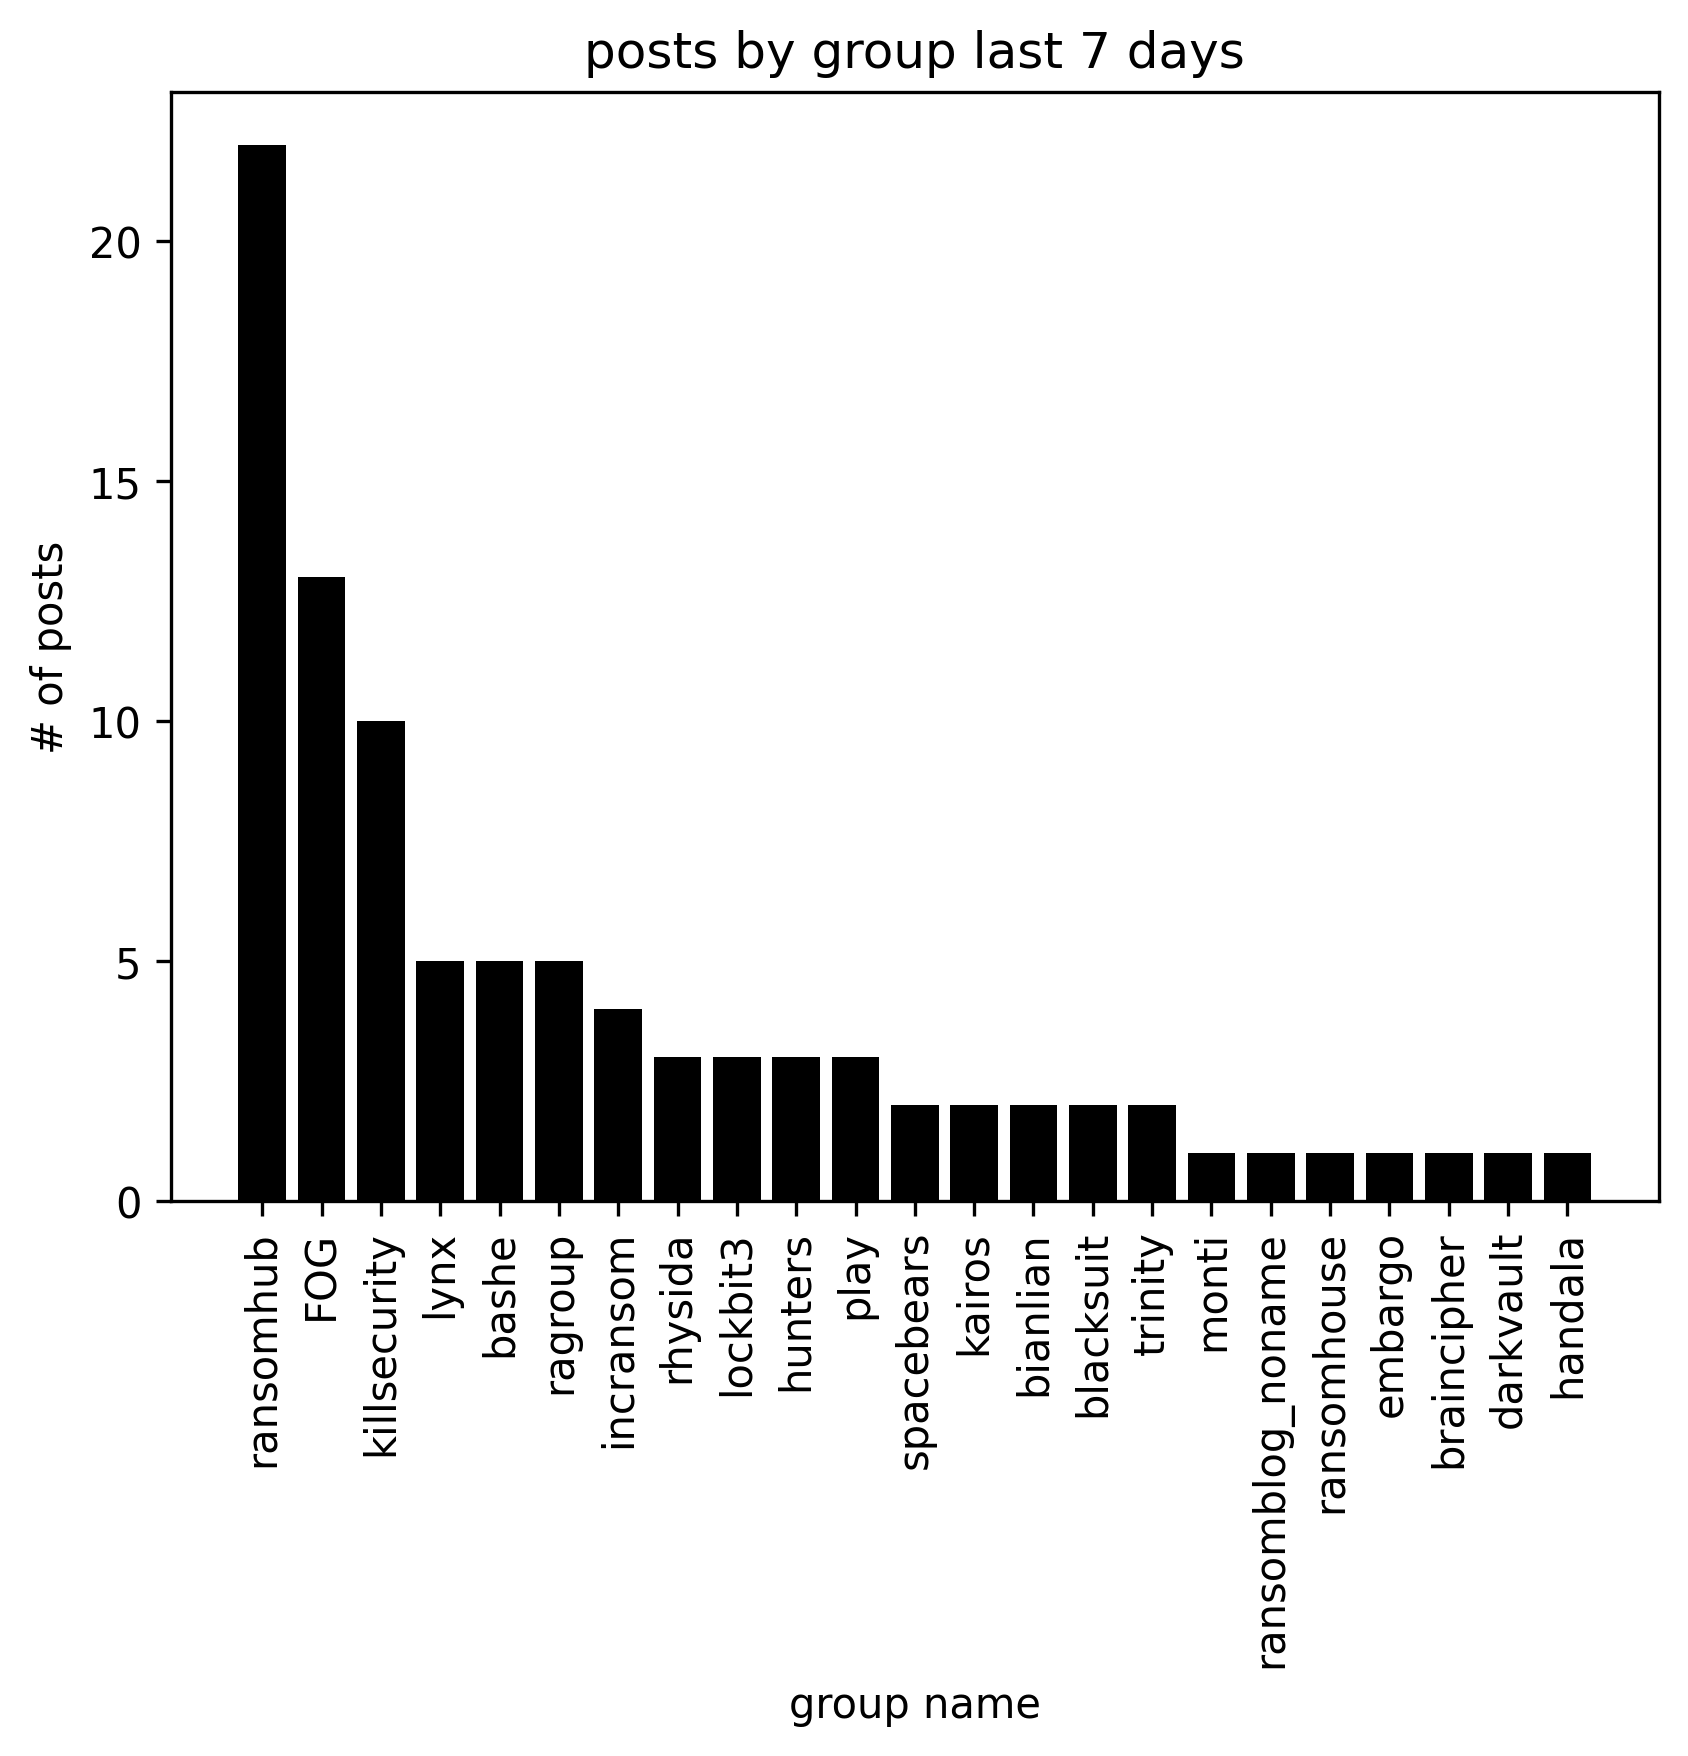 posts by group last 7 days
# of posts
20
15
10
5
0
ransomhub
FOG
killsecurity
lynx
bashe
ragroup
incransom
rhysida
lockbit3
hunters
play
spacebears
kairos
bianlian
blacksuit
trinity
monti
ransomblog_noname
ransomhouse
embargo
braincipher
darkvault
handala
group name